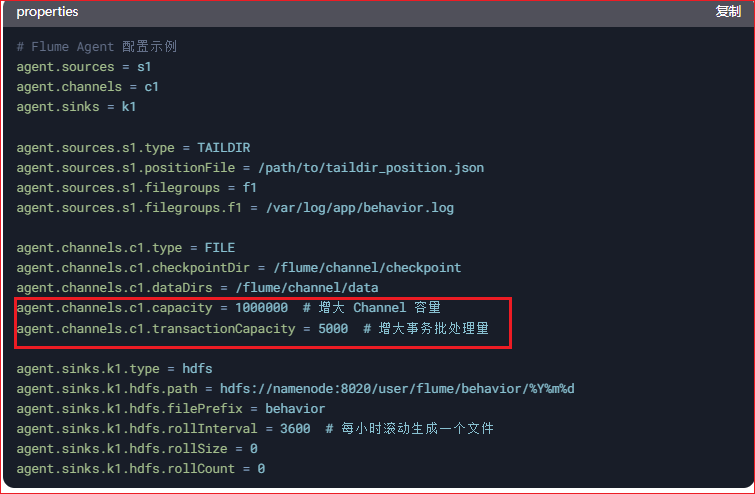 properties
复制
# Flume Agent 配置示例
agent.sources = s1
agent.channels = c1
agent.sinks = k1
agent.sources.s1.type = TAILDIR
agent.sources.s1.positionFile = /path/to/taildir_position.json
agent.sources.s1.filegroups = f1
agent.sources.s1.filegroups.f1 = /var/log/app/behavior.log
agent.channels.c1.type = FILE
agent.channels.c1.checkpointDir = /flume/channel/checkpoint
agent.channels.c1.dataDirs = /flume/channel/data
agent.channels.c1.capacity = 1000000  # 增大 Channel 容量
agent.channels.c1.transactionCapacity = 5000  # 增大事务批处理量
agent.sinks.k1.type = hdfs
agent.sinks.k1.hdfs.path = hdfs://namenode:8020/user/flume/behavior/%Y%m%d
agent.sinks.k1.hdfs.filePrefix = behavior
agent.sinks.k1.hdfs.rollInterval = 3600  # 每小时滚动生成一个文件
agent.sinks.k1.hdfs.rollSize = 0
agent.sinks.k1.hdfs.rollCount = 0